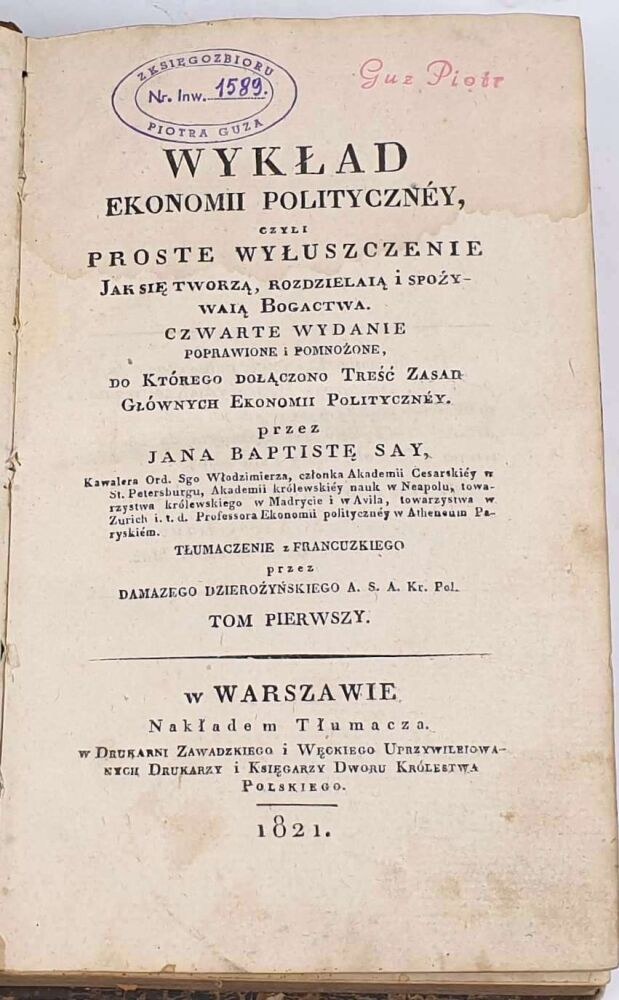 Z KSIĘGOZBIORU
Nr. Inw. 1589.
PIOTRA GUZA
Guz Piotr
WYKŁAD
EKONOMII POLITYCZNÉY,
CZYLI
PROSTE WYŁUSZCZENIE
JAK SIĘ TWORZĄ, ROZDZIELAIĄ i SPOŻY-
WAIĄ BOGACTWA.
CZWARTE WYDANIE
POPRAWIONE i POMNOŻONE,
DO KTÓREGO DOŁĄCZONO TREŚĆ ZASAD
GŁÓWNYCH EKONOMII POLITYCZNÉY.
przez
JANA BAPTISTĘ SAY,
Kawalera Ord. Sgo Włodzimierza, członka Akademii Cesarskiéy w
St. Petersburgu, Akademii królewskiéy nauk w Neapolu, towa-
rzystwa królewskiego w Madrycie i w Avila, towarzystwa w
Zurich i. t. d. Professora Ekonomii politycznéy w Atheneum Pa-
ryskiém.
TŁUMACZENIE z FRANCUZKIEGO
przez
DAMAZEGO DZIEROŻYŃSKIEGO A. S. A. Kr. Pol.
TOM PIERWSZY.
w WARSZAWIE
Nakładem Tłumacza.
w DRUKARNI ZAWADZKIEGO i WĘCKIEGO UPRZYWILEIOWA-
NYCH DRUKARZY i KSIĘGARZY DWORU KRÓLESTWA
POLSKIEGO.
1821.